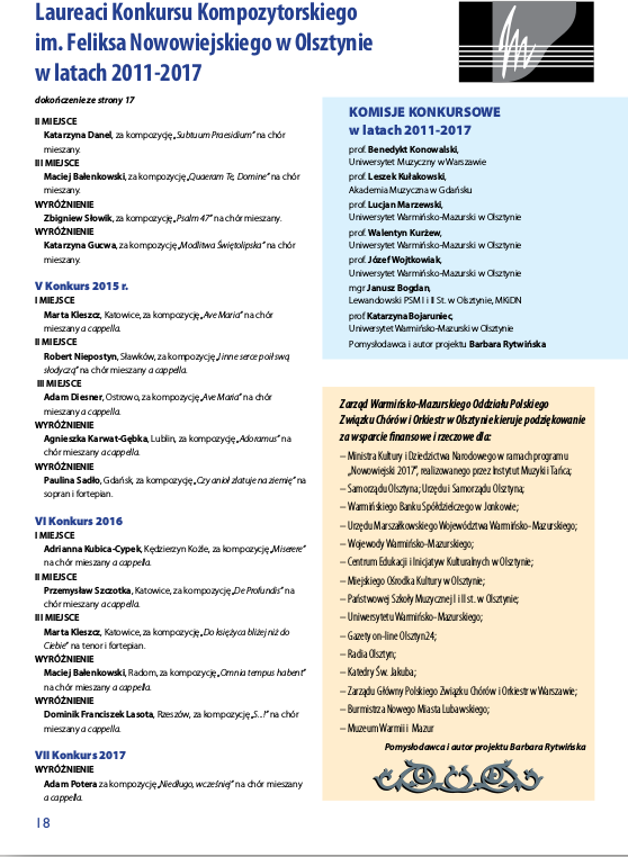 Laureaci Konkursu Kompozytorskiego
im. Feliksa Nowowiejskiego w Olsztynie
w latach 2011-2017
dokończenie ze strony 17
II MIEJSCE
Katarzyna Danel, za kompozycję „Subtuum Praesidium” na chór
mieszany.
III MIEJSCE
Maciej Bałenkowski, za kompozycję „Quaeram Te, Domine” na chór
mieszany.
WYRÓŻNIENIE
Zbigniew Słowik, za kompozycję „Psalm 47” na chór mieszany.
WYRÓŻNIENIE
Katarzyna Gucwa, za kompozycję „Modlitwa Świętolipska” na chór
mieszany.
V Konkurs 2015 r.
I MIEJSCE
Marta Kleszcz, Katowice, za kompozycję „Ave Maria” na chór
mieszany a cappella.
II MIEJSCE
Robert Niepostyn, Sławków, za kompozycję „I inne serce poił swą
słodyczą” na chór mieszany a cappella.
III MIEJSCE
Adam Diesner, Ostrowo, za kompozycję „Ave Maria” na chór
mieszany a cappella.
WYRÓŻNIENIE
Agnieszka Karwat-Gębka, Lublin, za kompozycję „Adoramus” na
chór mieszany a cappella.
WYRÓŻNIENIE
Paulina Sadło, Gdańsk, za kompozycję „Czy anioł zlatuje na ziemię” na
sopran i fortepian.
VI Konkurs 2016
I MIEJSCE
Adrianna Kubica-Cypek, Kędzierzyn Koźle, za kompozycję „Miserere”
na chór mieszany a cappella.
II MIEJSCE
Przemysław Szczotka, Katowice, za kompozycję „De Profundis” na
chór mieszany a cappella.
III MIEJSCE
Marta Kleszcz, Katowice, za kompozycję „Do księżyca bliżej niż do
Ciebie” na tenor i fortepian.
WYRÓŻNIENIE
Maciej Bałenkowski, Radom, za kompozycję „Omnia tempus habent”
na chór mieszany a cappella.
WYRÓŻNIENIE
Dominik Franciszek Lasota, Rzeszów, za kompozycję „S...!” na chór
mieszany a cappella.
VII Konkurs 2017
WYRÓŻNIENIE
Adam Potera za kompozycję „Niedługo, wcześniej” na chór mieszany
a cappella.
18
KOMISJE KONKURSOWE
w latach 2011-2017
prof. Benedykt Konowalski,
Uniwersytet Muzyczny w Warszawie
prof. Leszek Kułakowski,
Akademia Muzyczna w Gdańsku
prof. Lucjan Marzewski,
Uniwersytet Warmińsko-Mazurski w Olsztynie
prof. Walentyn Kurżew,
Uniwersytet Warmińsko-Mazurski w Olsztynie
prof. Józef Wojtkowiak,
Uniwersytet Warmińsko-Mazurski w Olsztynie
mgr Janusz Bogdan,
Lewandowski PSM I i II St. w Olsztynie, MKiDN
prof Katarzyna Bojaruniec,
Uniwersytet Warmiński-Mazurski w Olsztynie
Pomysłodawca i autor projektu Barbara Rytwińska
Zarząd Warmińsko-Mazurskiego Oddziału Polskiego
Związku Chórów i Orkiestr w Olsztynie kieruje podziękowanie
za wsparcie finansowe i rzeczowe dla:
– Ministra Kultury i Dziedzictwa Narodowego w ramach programu
„Nowowiejski 2017”, realizowanego przez Instytut Muzyki i Tańca;
– Samorządu Olsztyna; Urzędu i Samorządu Olsztyna;
– Warmińskiego Banku Spółdzielczego w Jonkowie;
– Urzędu Marszałkowskiego Województwa Warmińsko-Mazurskiego;
– Wojewody Warmińsko-Mazurskiego;
– Centrum Edukacji i Inicjatyw Kulturalnych w Olsztynie;
– Miejskiego Ośrodka Kultury w Olsztynie;
– Państwowej Szkoły Muzycznej I i II st. w Olsztynie;
– Uniwersytetu Warmińsko-Mazurskiego;
– Gazety on-line Olsztyn24;
– Radia Olsztyn;
– Katedry Św. Jakuba;
– Zarządu Główny Polskiego Związku Chórów i Orkiestr w Warszawie;
– Burmistrza Nowego Miasta Lubawskiego;
– Muzeum Warmii i Mazur
Pomysłodawca i autor projektu Barbara Rytwińska